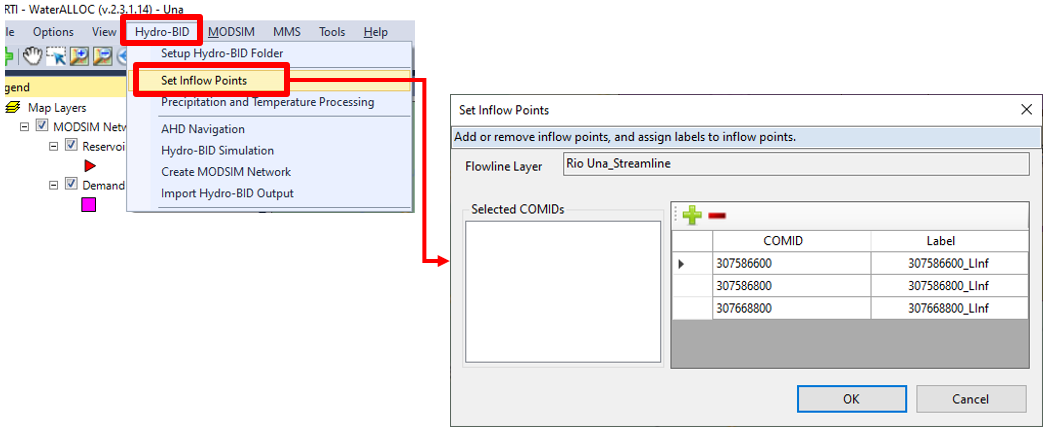 RTI - WaterALLOC (v.2.3.1.14) - Una
le Options View Hydro-BID MODSIM MMS Tools Help
Setup Hydro-BID Folder
Set Inflow Points
Precipitation and Temperature Processing
AHD Navigation
Hydro-BID Simulation
Create MODSIM Network
Import Hydro-BID Output
gend
Map Layers
MODSIM Netw
Reservoi
Demand
Set Inflow Points
Add or remove inflow points, and assign labels to inflow points.
Flowline Layer Rio Una_Streamline
Selected COMIDs
COMID Label
307586600 307586600_LInf
307586800 307586800_LInf
307668800 307668800_LInf
OK Cancel